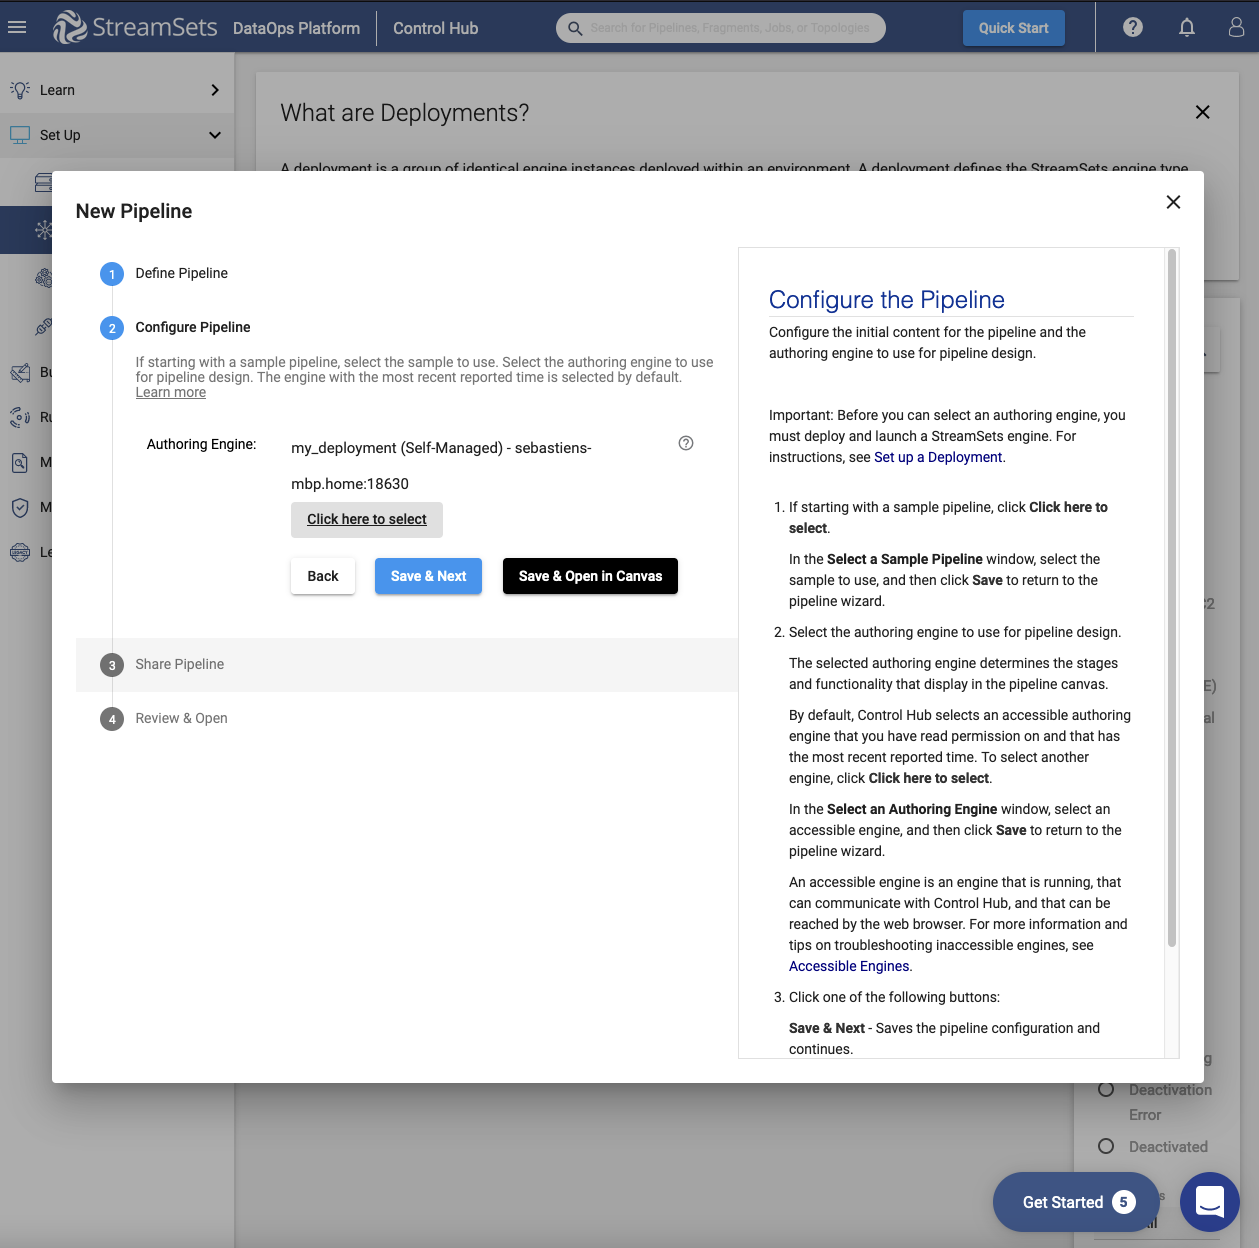 StreamSets DataOps Platform Control Hub
Search for Pipelines, Fragments, Jobs, or Topologies
Quick Start
Learn
Set Up
What are Deployments?
A deployment is a group of identical engine instances deployed within an environment. A deployment defines the StreamSets engine type,
New Pipeline
1 Define Pipeline
2 Configure Pipeline
If starting with a sample pipeline, select the sample to use. Select the authoring engine to use
for pipeline design. The engine with the most recent reported time is selected by default.
Learn more
Authoring Engine:
my_deployment (Self-Managed) - sebastiens-
mbp.home:18630
Click here to select
Back
Save & Next
Save & Open in Canvas
3 Share Pipeline
4 Review & Open
Configure the Pipeline
Configure the initial content for the pipeline and the
authoring engine to use for pipeline design.
Important: Before you can select an authoring engine, you
must deploy and launch a StreamSets engine. For
instructions, see Set up a Deployment.
1. If starting with a sample pipeline, click Click here to
select.
In the Select a Sample Pipeline window, select the
sample to use, and then click Save to return to the
pipeline wizard.
2. Select the authoring engine to use for pipeline design.
The selected authoring engine determines the stages
and functionality that display in the pipeline canvas.
By default, Control Hub selects an accessible authoring
engine that you have read permission on and that has
the most recent reported time. To select another
engine, click Click here to select.
In the Select an Authoring Engine window, select an
accessible engine, and then click Save to return to the
pipeline wizard.
An accessible engine is an engine that is running, that
can communicate with Control Hub, and that can be
reached by the web browser. For more information and
tips on troubleshooting inaccessible engines, see
Accessible Engines.
3. Click one of the following buttons:
Save & Next - Saves the pipeline configuration and
continues.
Deactivation
Error
Deactivated
Get Started 5